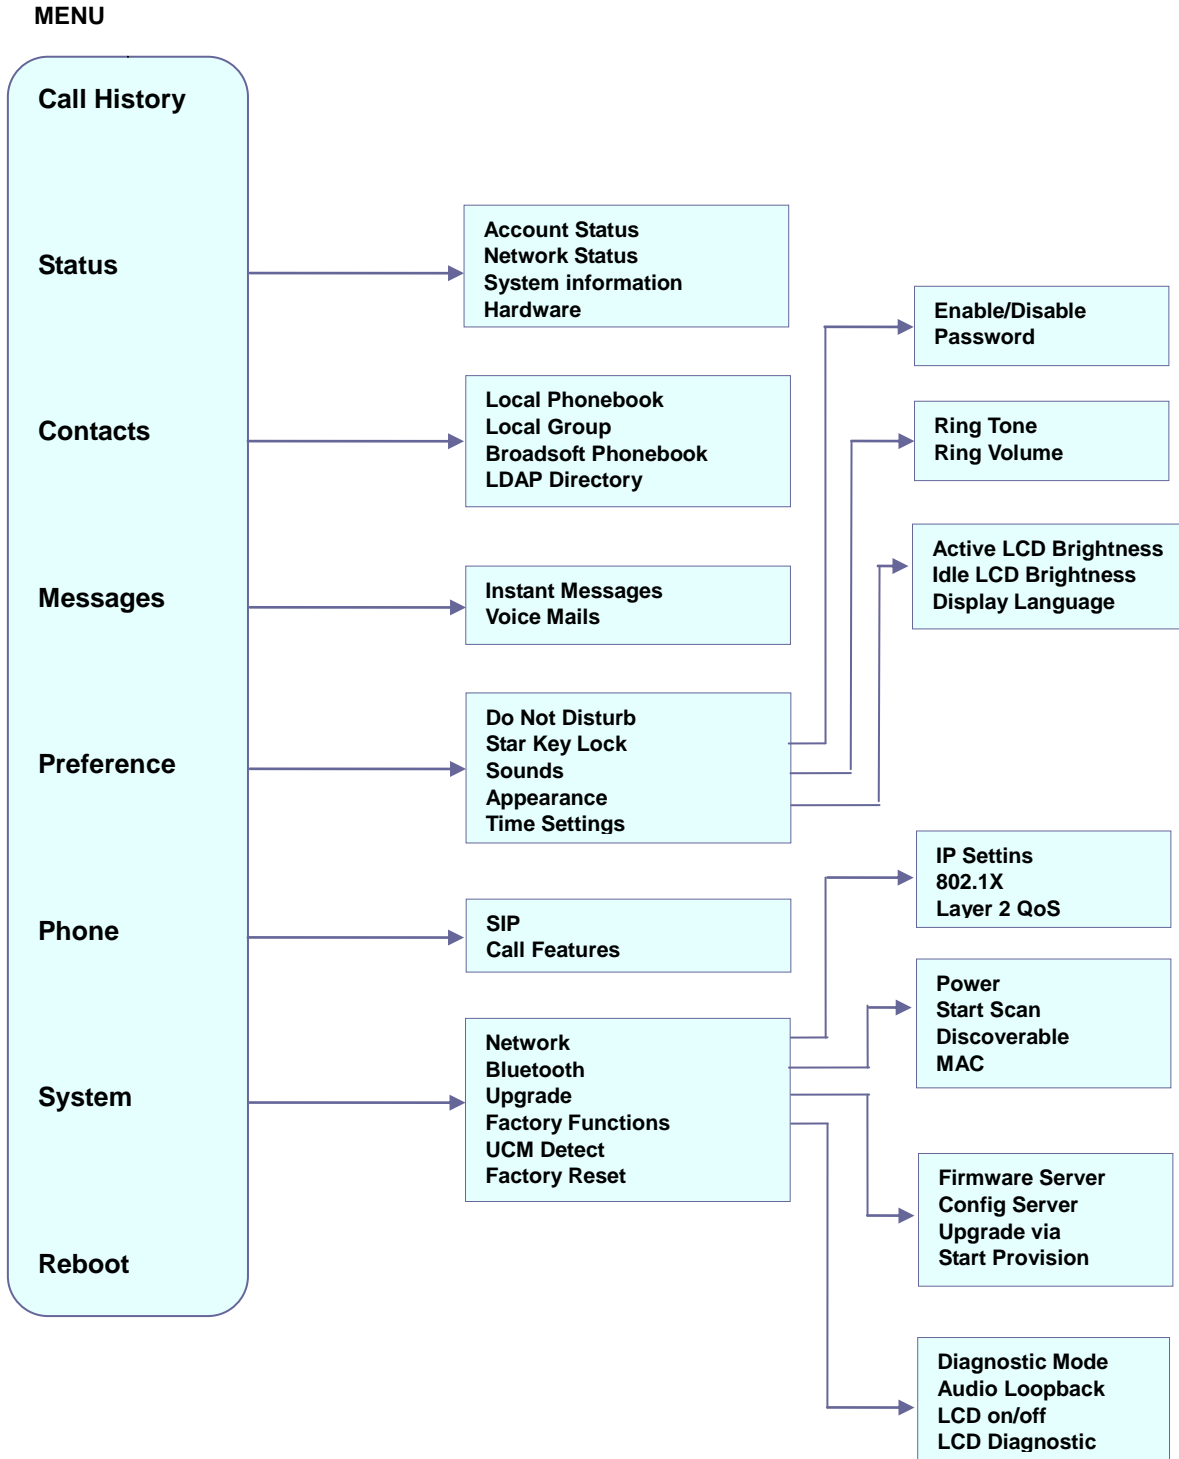 MENU
Call History
Status
Contacts
Messages
Preference
Phone
System
Reboot
Account Status
Network Status
System information
Hardware
Local Phonebook
Local Group
Broadsoft Phonebook
LDAP Directory
Instant Messages
Voice Mails
Do Not Disturb
Star Key Lock
Sounds
Appearance
Time Settings
SIP
Call Features
Network
Bluetooth
Upgrade
Factory Functions
UCM Detect
Factory Reset
Enable/Disable
Password
Ring Tone
Ring Volume
Active LCD Brightness
Idle LCD Brightness
Display Language
IP Settins
802.1X
Layer 2 QoS
Power
Start Scan
Discoverable
MAC
Firmware Server
Config Server
Upgrade via
Start Provision
Diagnostic Mode
Audio Loopback
LCD on/off
LCD Diagnostic